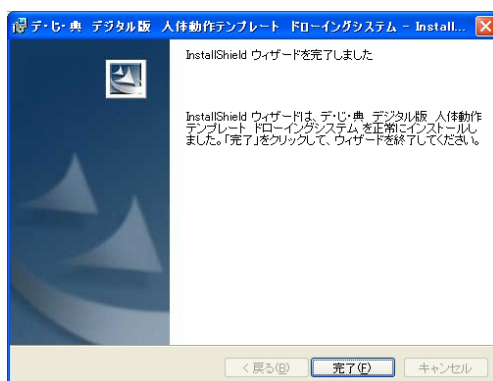 デ・じ・典 デジタル版 人体動作テンプレート ドローイングシステム - Install...
InstallShield ウィザードを完了しました
InstallShield ウィザードは、デ・じ・典 デジタル版 人体動作
テンプレート ドローイングシステム を正常にインストールし
ました。「完了」をクリックして、ウィザードを終了してください。
< 戻る(B)
完了(F)
キャンセル